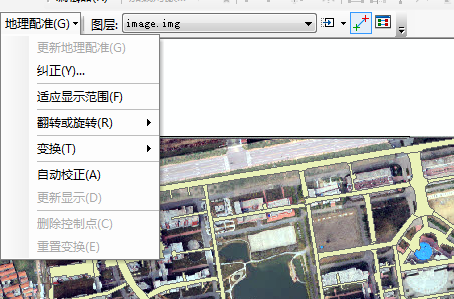 地理配准(G) 图层: image.img
更新地理配准(G)
纠正(Y)...
适应显示范围(F)
翻转或旋转(R)
变换(T)
自动校正(A)
更新显示(D)
删除控制点(C)
重置变换(E)